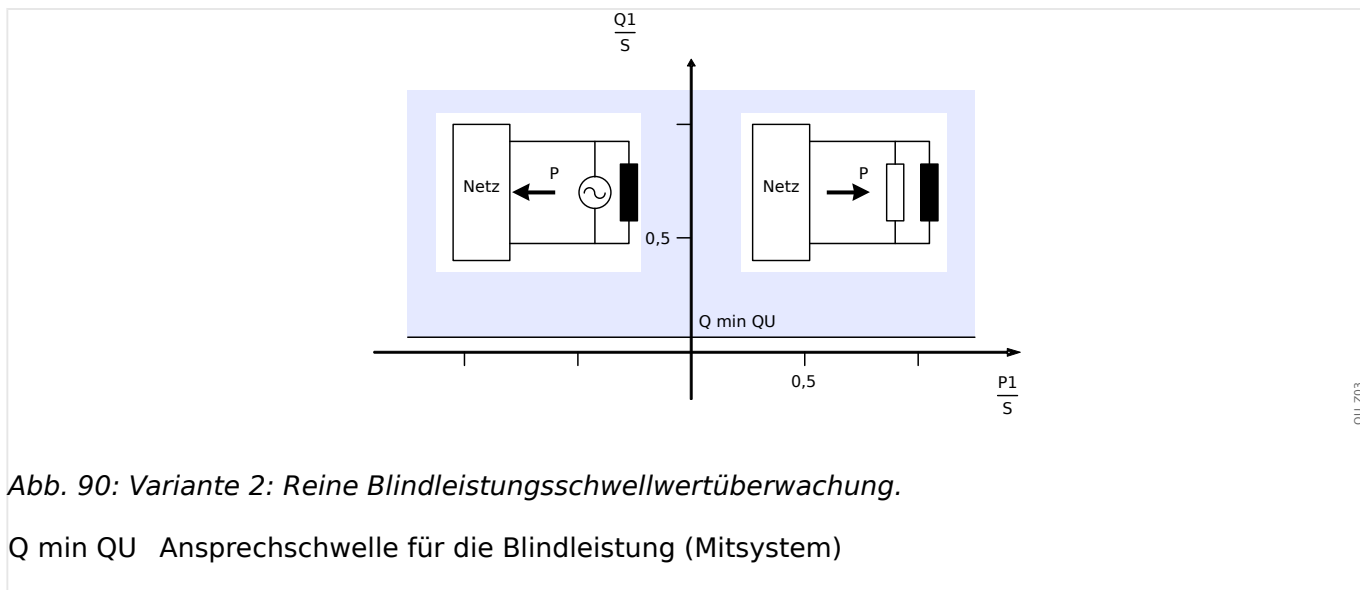 Q1
S
Netz
P
Netz
P
0,5
Q min QU
0,5
P1
S
QU_Z03
Abb. 90: Variante 2: Reine Blindleistungsschwellwertüberwachung.
Q min QU Ansprechschwelle für die Blindleistung (Mitsystem)